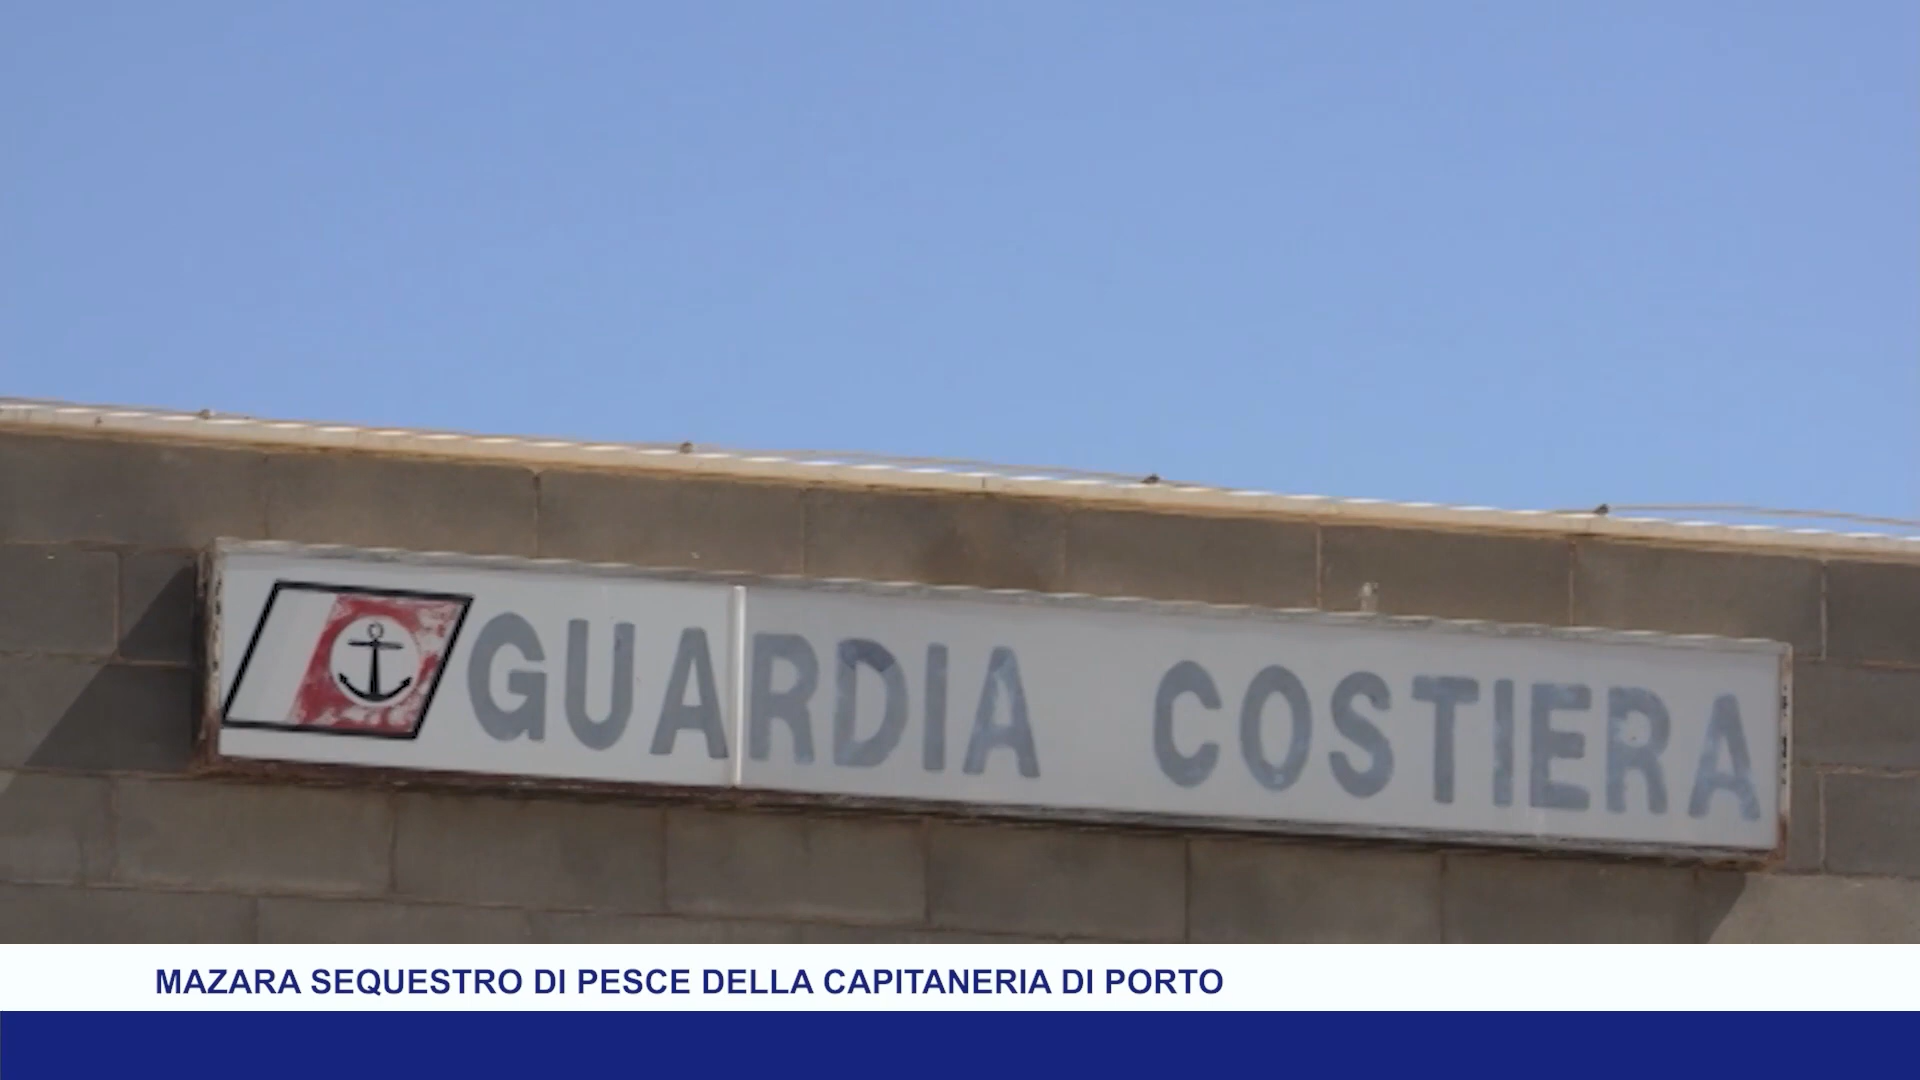 GUARDIA COSTIERA
MAZARA SEQUESTRO DI PESCE DELLA CAPITANERIA DI PORTO